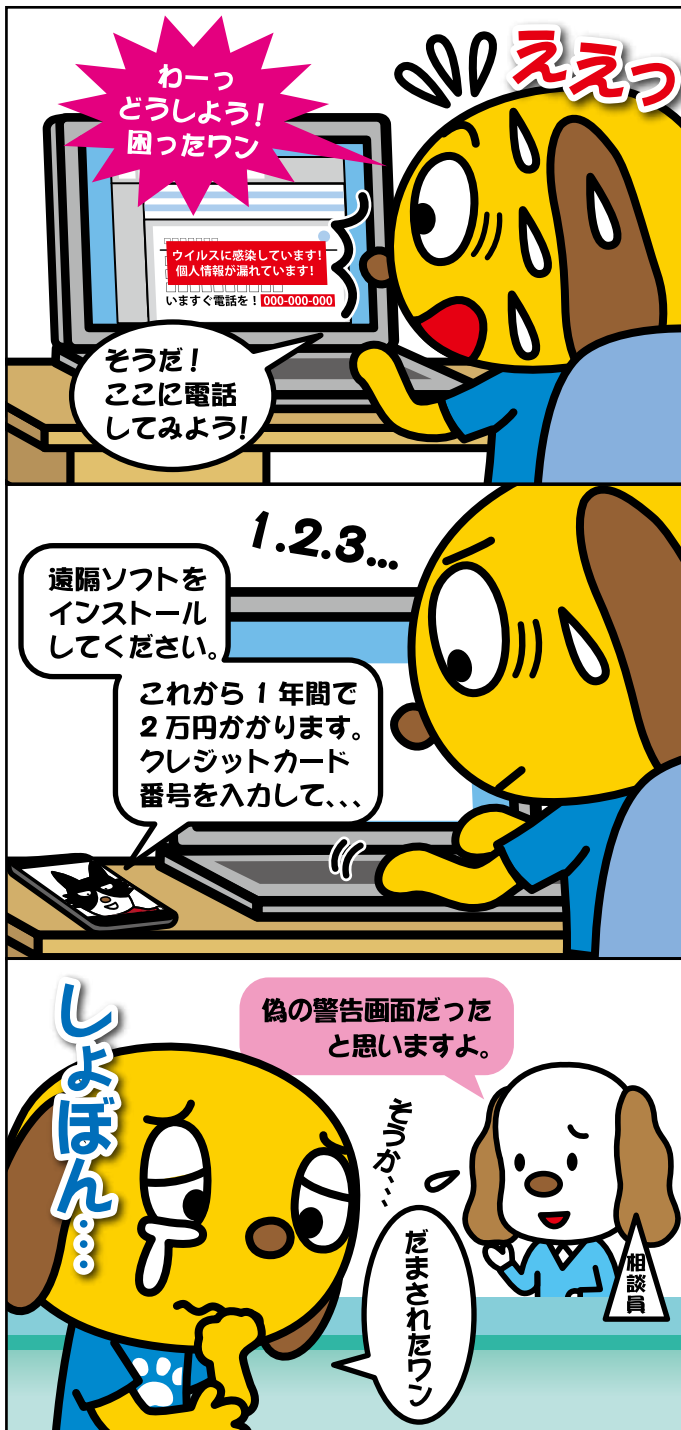 ええっ
わーっ
どうしよう！
困ったワン
ウイルスに感染しています！
個人情報が漏れています！
いますぐ電話を！000-000-000
そうだ！
ここに電話
してみよう！
1.2.3...
遠隔ソフトを
インストール
してください。
これから１年間で
２万円かかります。
クレジットカード
番号を入力して、、、
しょぼん…
偽の警告画面だった
と思いますよ。
そうか、、、
だまされたワン
相談員